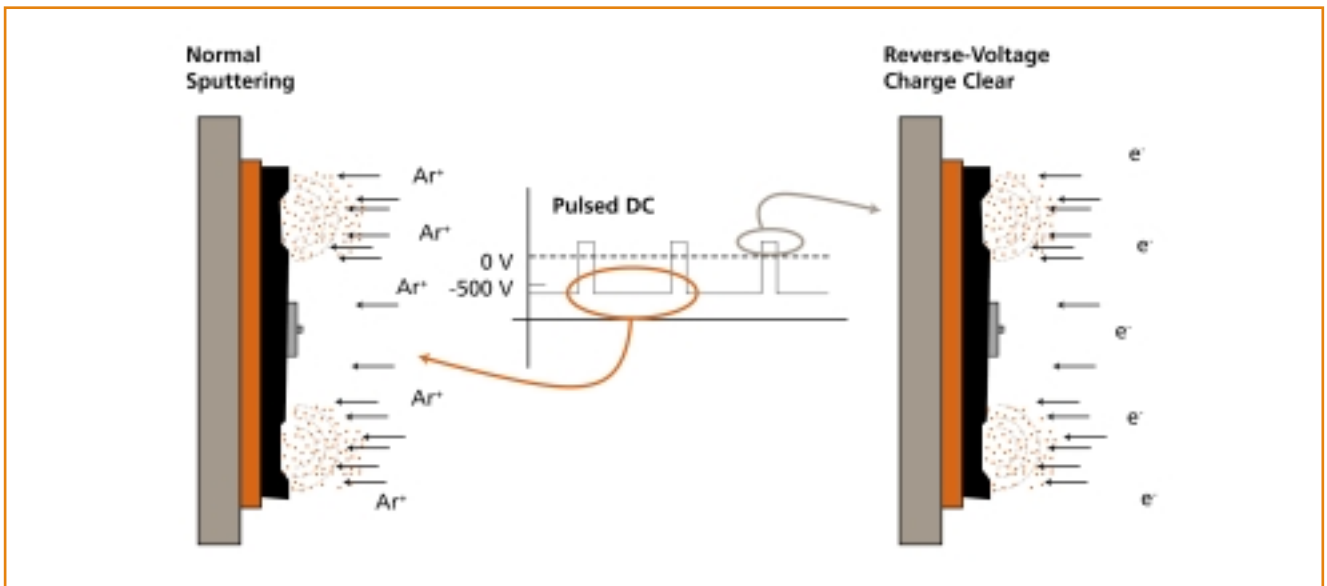 Normal
Sputtering
Ar⁺
Ar⁺
Ar⁺
Ar⁺
Ar⁺
Pulsed DC
0 V
-500 V
Reverse-Voltage
Charge Clear
e⁻
e⁻
e⁻
e⁻
e⁻